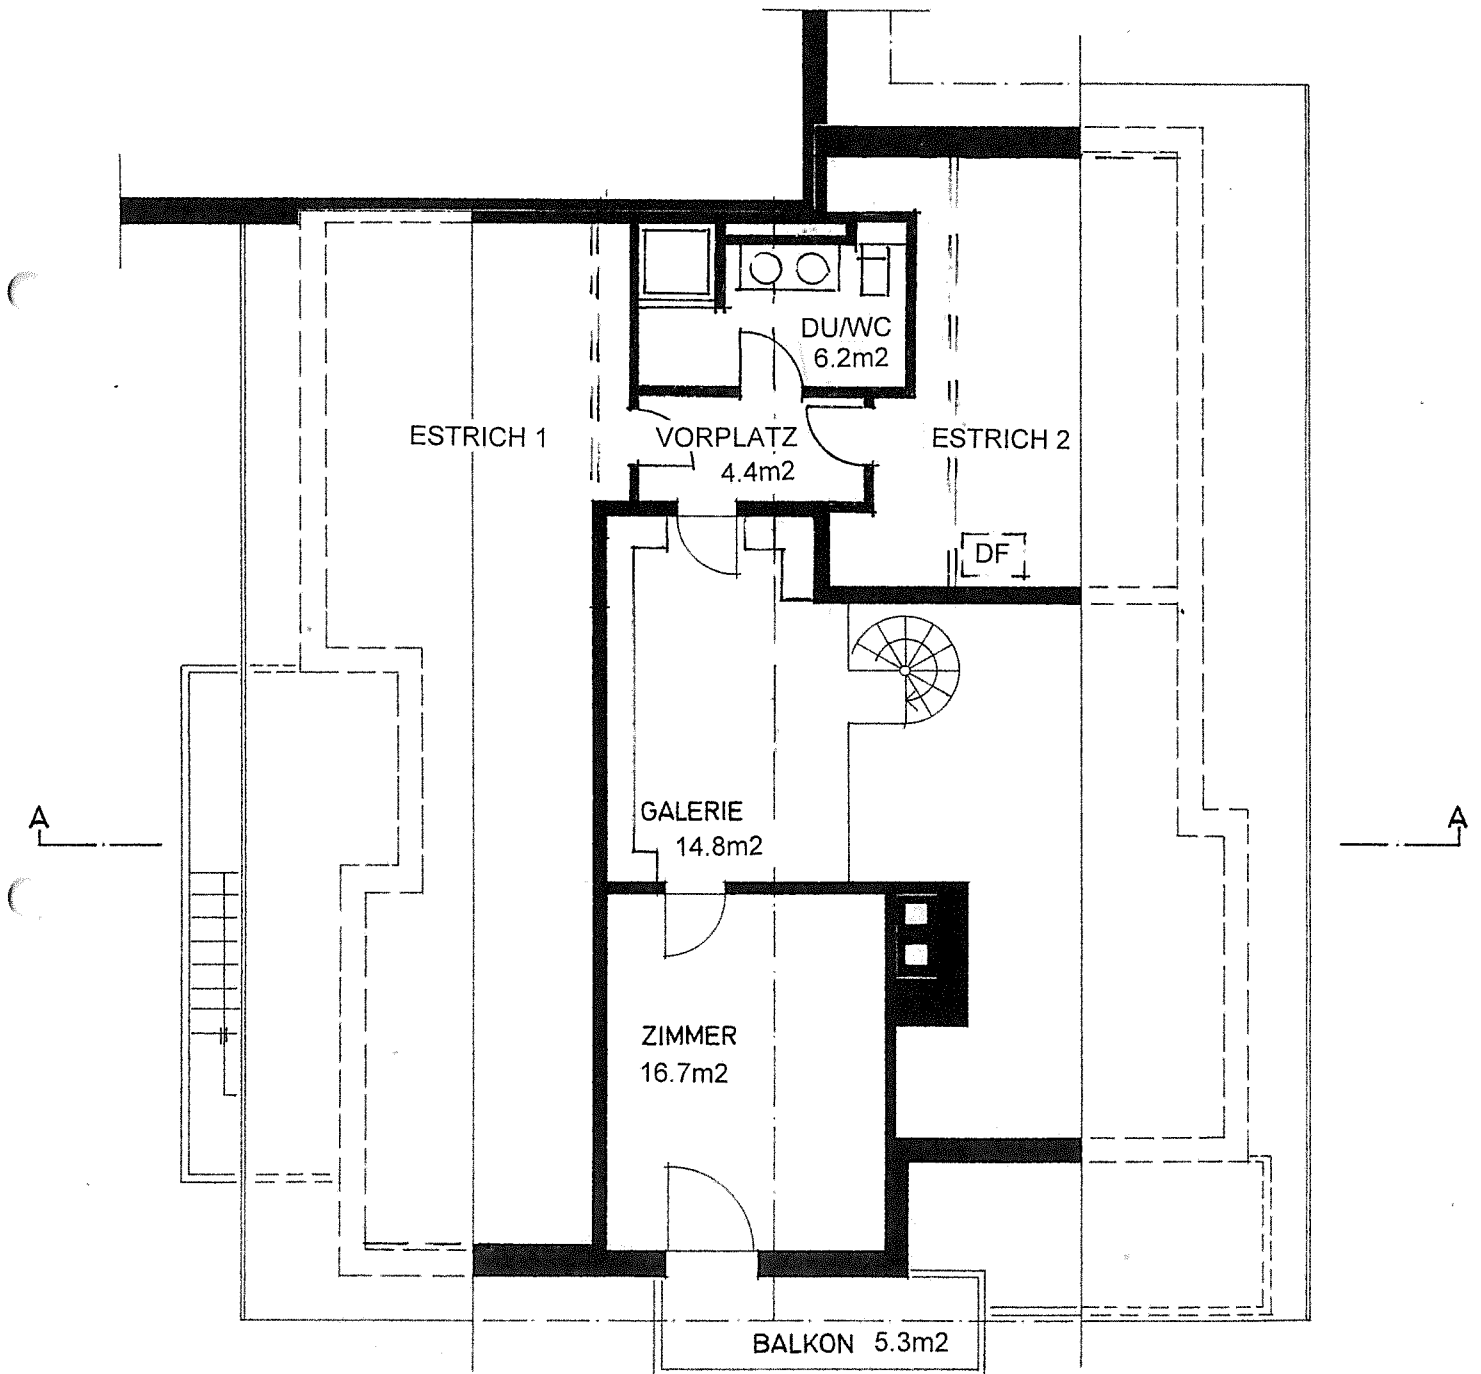 DU/WC
6.2m2
ESTRICH 1
VORPLATZ
4.4m2
ESTRICH 2
DF
A
GALERIE
14.8m2
A
ZIMMER
16.7m2
BALKON 5.3m2